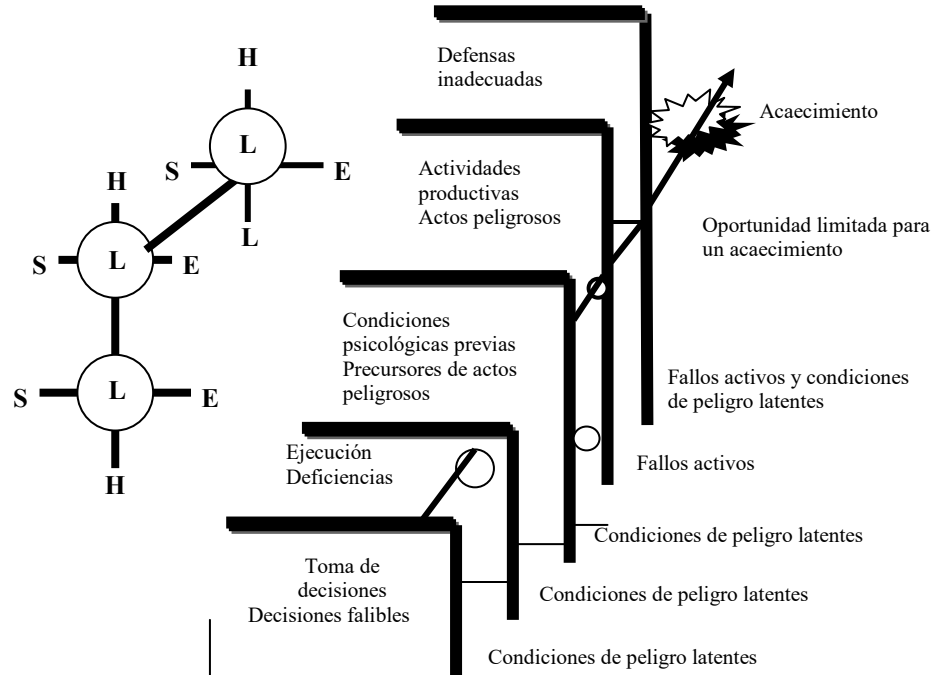 H
L
S
E
L
H
L
S
E
L
S
E
H
Defensas
inadecuadas
Acaecimiento
Actividades
productivas
Actos peligrosos
Oportunidad limitada para
un acaecimiento
Condiciones
psicológicas previas
Precursores de actos
peligrosos
Fallos activos y condiciones
de peligro latentes
Ejecución
Deficiencias
Fallos activos
Condiciones de peligro latentes
Toma de
decisiones
Decisiones falibles
Condiciones de peligro latentes
Condiciones de peligro latentes